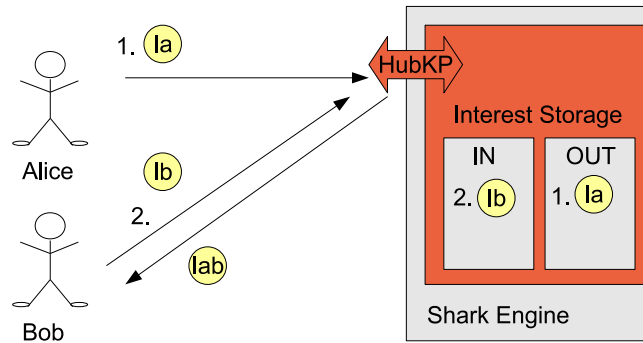 1. Ia
HubKP
Interest Storage
Alice
Ib
2.
IN
OUT
2. Ib
1. Ia
Iab
Shark Engine
Bob